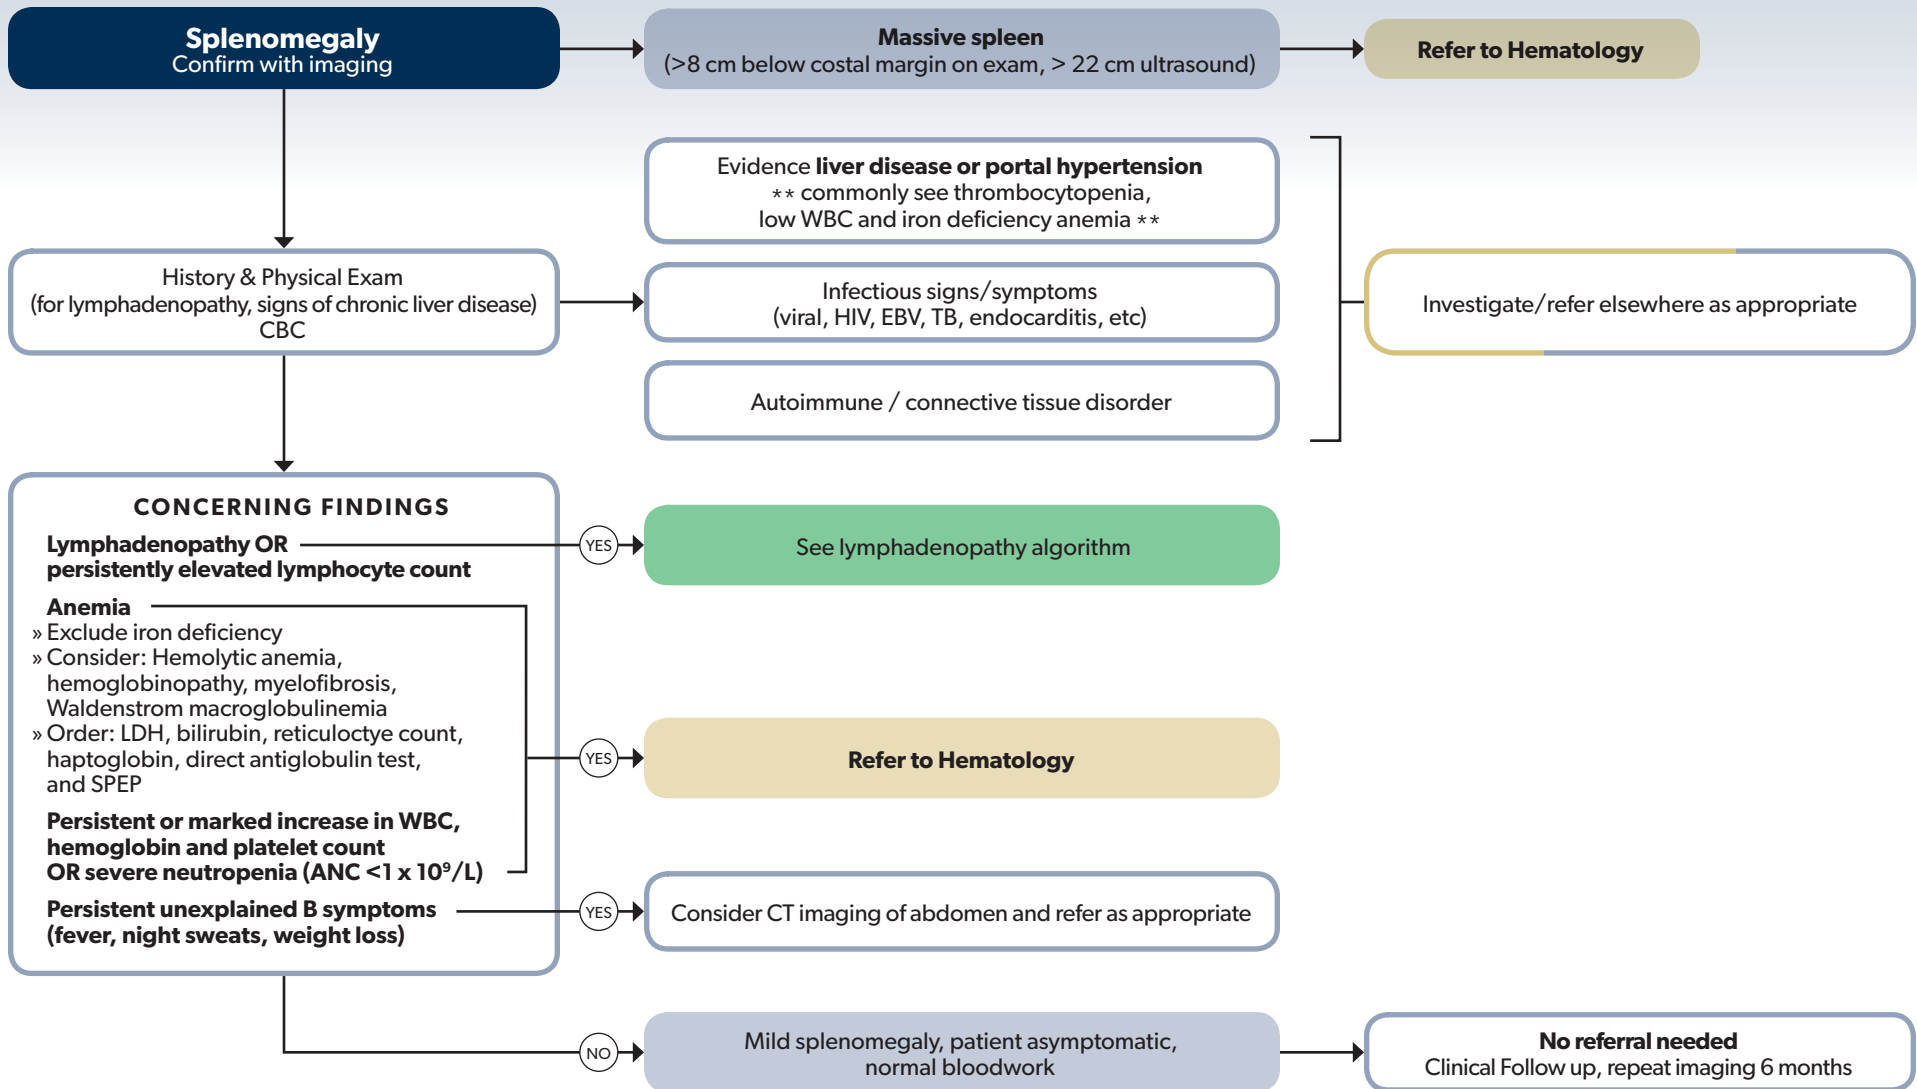 Splenomegaly
Confirm with imaging
Massive spleen
(>8 cm below costal margin on exam, > 22 cm ultrasound)
Refer to Hematology
Evidence liver disease or portal hypertension
** commonly see thrombocytopenia,
low WBC and iron deficiency anemia **
History & Physical Exam
(for lymphadenopathy, signs of chronic liver disease)
CBC
Infectious signs/symptoms
(viral, HIV, EBV, TB, endocarditis, etc)
Investigate/refer elsewhere as appropriate
Autoimmune / connective tissue disorder
CONCERNING FINDINGS
Lymphadenopathy OR
persistently elevated lymphocyte count
YES
See lymphadenopathy algorithm
Anemia
» Exclude iron deficiency
» Consider: Hemolytic anemia,
hemoglobinopathy, myelofibrosis,
Waldenstrom macroglobulinemia
» Order: LDH, bilirubin, reticuloctye count,
haptoglobin, direct antiglobulin test,
and SPEP
Persistent or marked increase in WBC,
hemoglobin and platelet count
OR severe neutropenia (ANC <1 x 10⁹/L)
YES
Refer to Hematology
Persistent unexplained B symptoms
(fever, night sweats, weight loss)
YES
Consider CT imaging of abdomen and refer as appropriate
NO
Mild splenomegaly, patient asymptomatic,
normal bloodwork
No referral needed
Clinical Follow up, repeat imaging 6 months